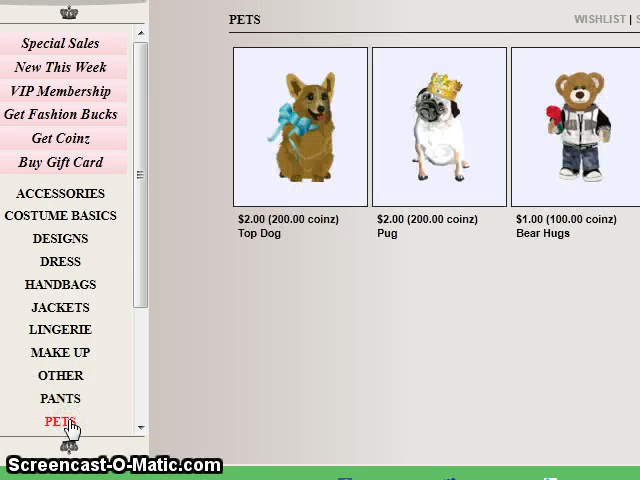 PETS
WISHLIST |
Special Sales
New This Week
VIP Membership
Get Fashion Bucks
Get Coinz
Buy Gift Card
ACCESSORIES
COSTUME BASICS
DESIGNS
DRESS
HANDBAGS
JACKETS
LINGERIE
MAKE UP
OTHER
PANTS
PETS
$2.00 (200.00 coinz)
Top Dog
$2.00 (200.00 coinz)
Pug
$1.00 (100.00 coinz)
Bear Hugs
Screencast-O-Matic.com